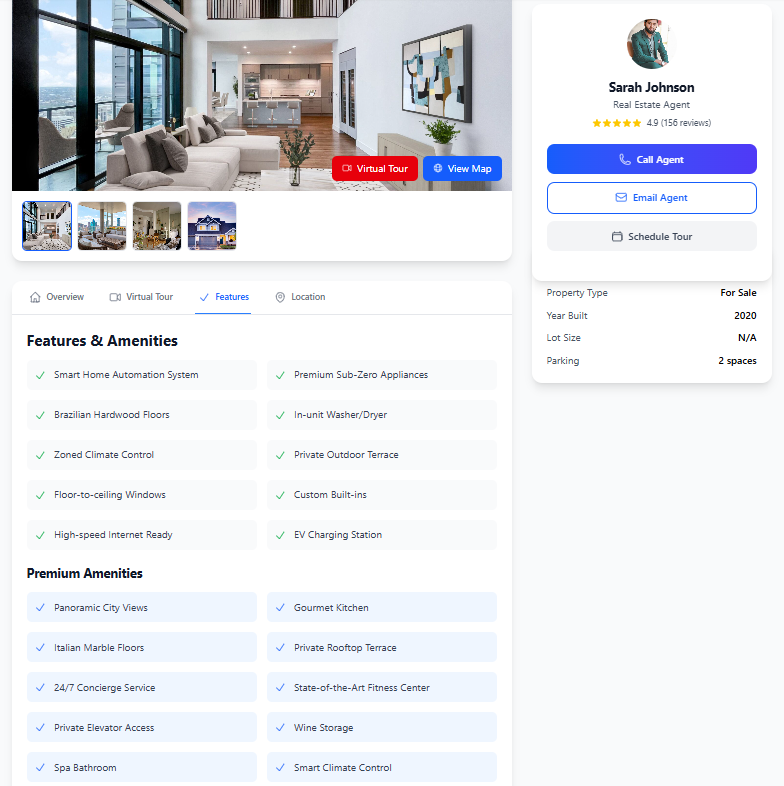 Virtual Tour
View Map
Overview
Virtual Tour
Features
Location
Features & Amenities
Smart Home Automation System
Premium Sub-Zero Appliances
Brazilian Hardwood Floors
In-unit Washer/Dryer
Zoned Climate Control
Private Outdoor Terrace
Floor-to-ceiling Windows
Custom Built-ins
High-speed Internet Ready
EV Charging Station
Premium Amenities
Panoramic City Views
Gourmet Kitchen
Italian Marble Floors
Private Rooftop Terrace
24/7 Concierge Service
State-of-the-Art Fitness Center
Private Elevator Access
Wine Storage
Spa Bathroom
Smart Climate Control
Sarah Johnson
Real Estate Agent
4.9 (156 reviews)
Call Agent
Email Agent
Schedule Tour
Property Type For Sale
Year Built 2020
Lot Size N/A
Parking 2 spaces